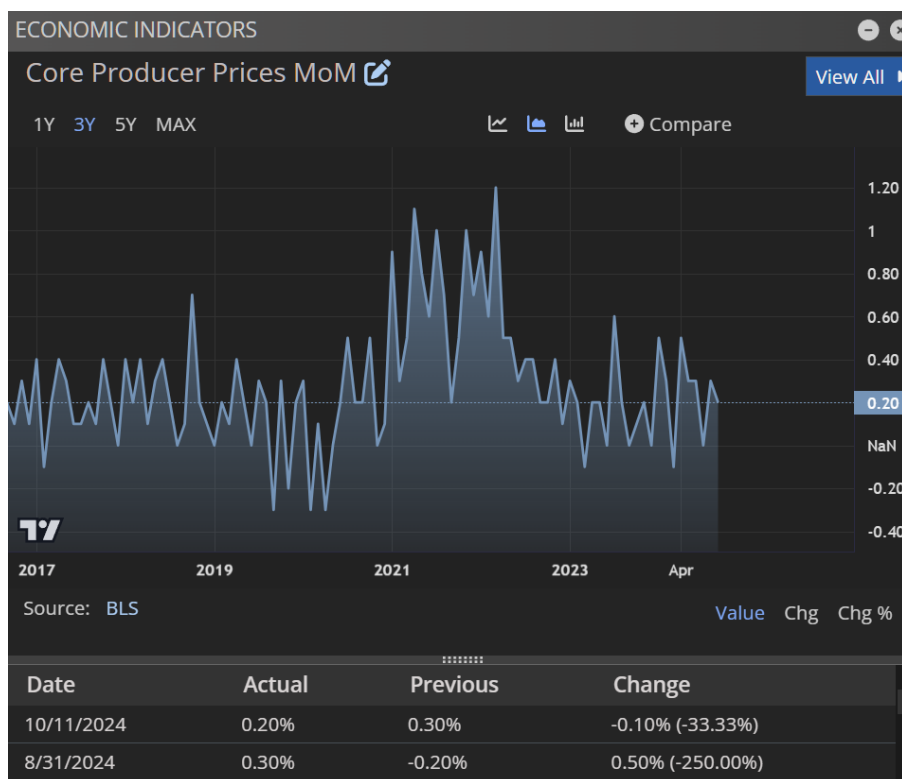 ECONOMIC INDICATORS
Core Producer Prices MoM
View All
1Y 3Y 5Y MAX
Compare
1.20
1
0.80
0.60
0.40
0.20
NaN
-0.20
-0.40
2017 2019 2021 2023 Apr
Source: BLS
Value Chg Chg %
Date Actual Previous Change
10/11/2024 0.20% 0.30% -0.10% (-33.33%)
8/31/2024 0.30% -0.20% 0.50% (-250.00%)